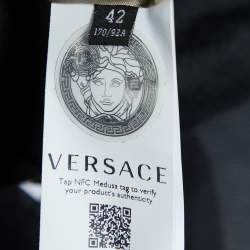 42
170/92A
VERSACE
Tap NFC Medusa tag to verify
your product's authenticity